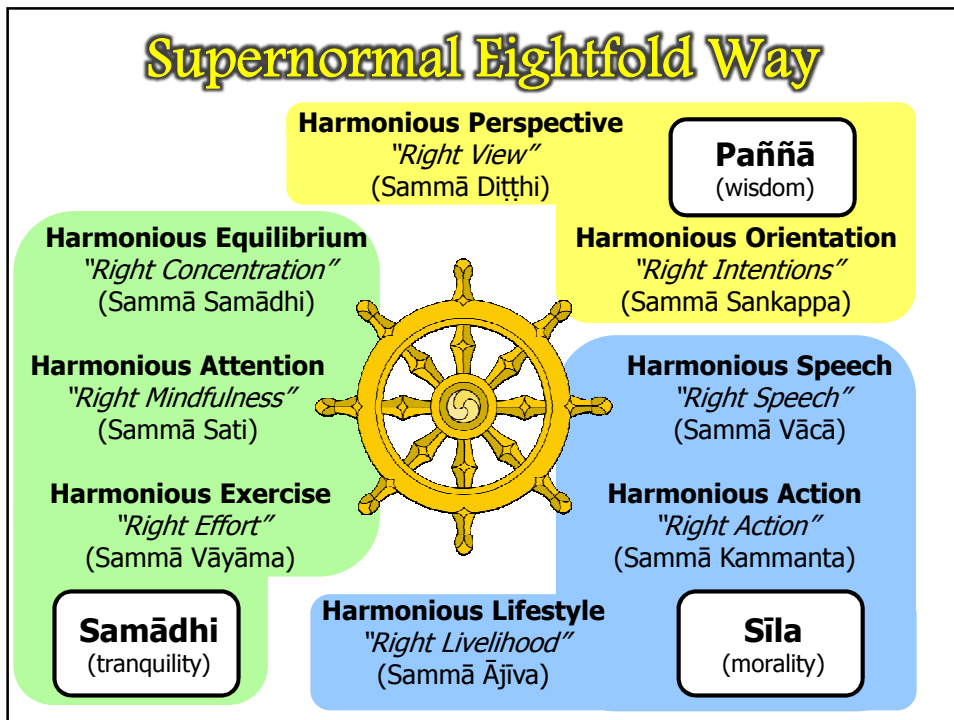 Supernormal Eightfold Way
Harmonious Perspective
"Right View"
(Sammā Diṭṭhi)
Paññā
(wisdom)
Harmonious Orientation
"Right Intentions"
(Sammā Sankappa)
Harmonious Speech
"Right Speech"
(Sammā Vācā)
Harmonious Action
"Right Action"
(Sammā Kammanta)
Sīla
(morality)
Harmonious Lifestyle
"Right Livelihood"
(Sammā Ājīva)
Harmonious Equilibrium
"Right Concentration"
(Sammā Samādhi)
Harmonious Attention
"Right Mindfulness"
(Sammā Sati)
Harmonious Exercise
"Right Effort"
(Sammā Vāyāma)
Samādhi
(tranquility)